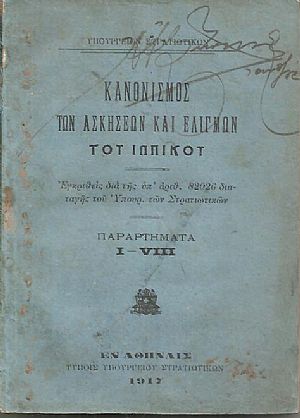 ΥΠΟΥΡΓΕΙΟΝ ΣΤΡΑΤΙΩΤΙΚΩΝ
ΚΑΝΟΝΙΣΜΟΣ
ΤΩΝ ΑΣΚΗΣΕΩΝ ΚΑΙ ΕΛΙΓΜΩΝ
ΤΟΥ ΙΠΠΙΚΟΥ
Ἐγκριθεὶς διὰ τῆς ὑπ' ἀριθ. 82026 δια-
ταγῆς τοῦ Ὑπουρ. τῶν Στρατιωτικῶν
ΠΑΡΑΡΤΗΜΑΤΑ
I–VIII
ΕΝ ΑΘΗΝΑΙΣ
ΤΥΠΟΙΣ ΥΠΟΥΡΓΕΙΟΥ ΣΤΡΑΤΙΩΤΙΚΩΝ
1917